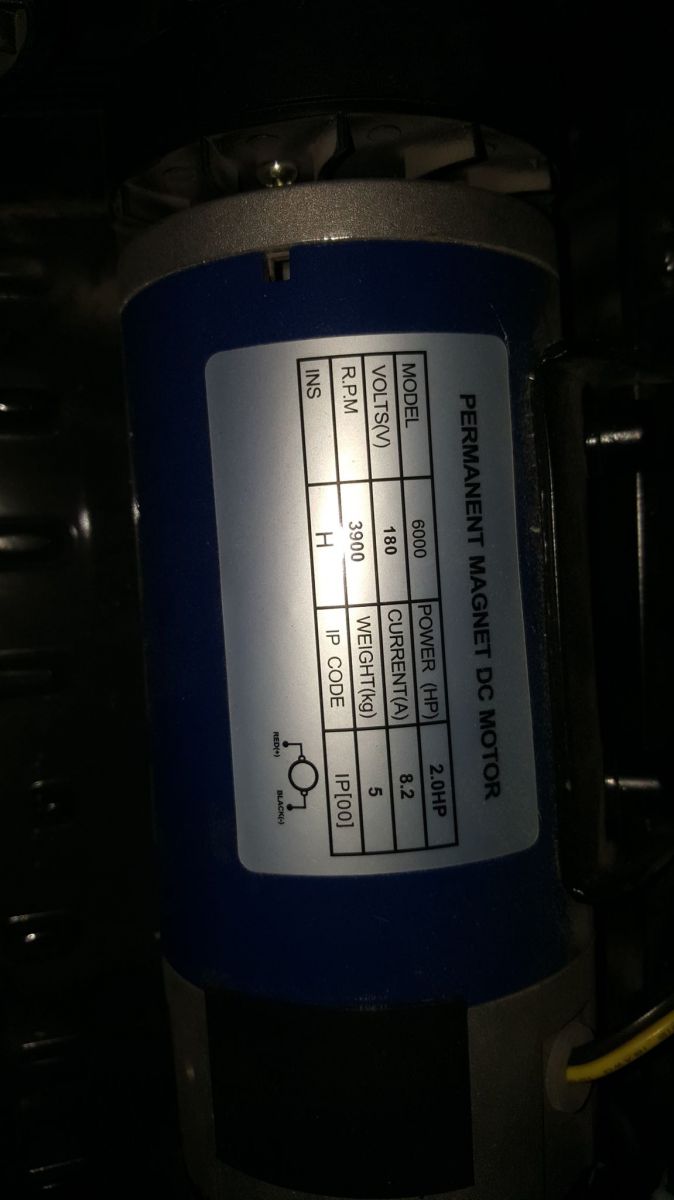 PERMANENT MAGNET DC MOTOR
MODEL 6000 POWER (HP) 2.0HP
VOLTS(V) 180 CURRENT(A) 8.2
R.P.M 3900 WEIGHT(kg) 5
INS H IP CODE IP[00]
RED(+) BLACK(-)